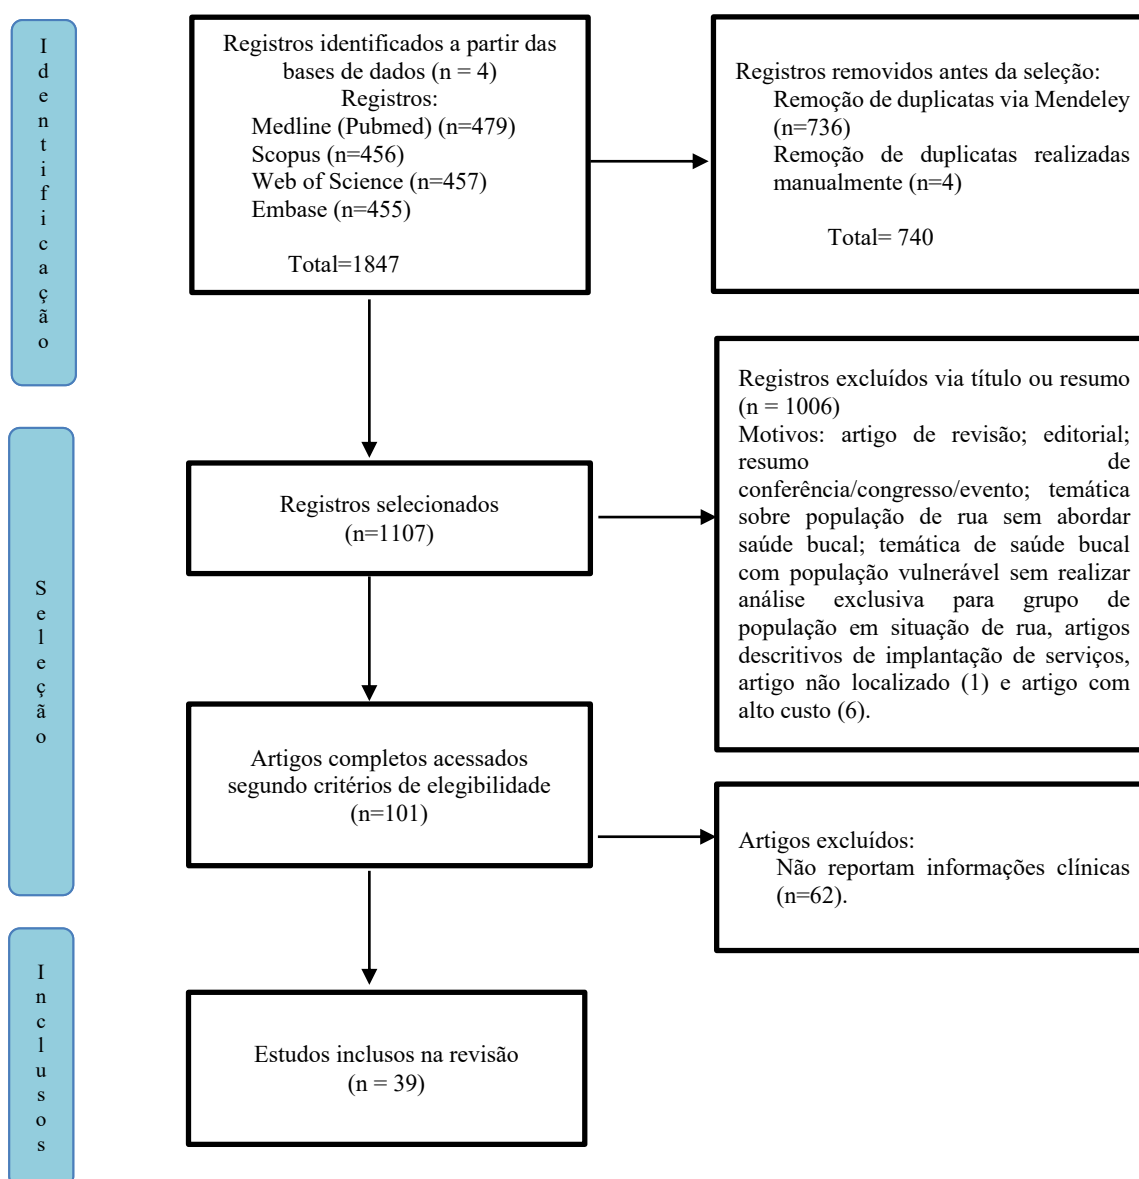 Identificação
Registros identificados a partir das
bases de dados (n = 4)
Registros:
Medline (Pubmed) (n=479)
Scopus (n=456)
Web of Science (n=457)
Embase (n=455)
Total=1847
Registros removidos antes da seleção:
Remoção de duplicatas via Mendeley
(n=736)
Remoção de duplicatas realizadas
manualmente (n=4)
Total= 740
Seleção
Registros selecionados
(n=1107)
Registros excluídos via título ou resumo
(n = 1006)
Motivos: artigo de revisão; editorial;
resumo de
conferência/congresso/evento; temática
sobre população de rua sem abordar
saúde bucal; temática de saúde bucal
com população vulnerável sem realizar
análise exclusiva para grupo de
população em situação de rua, artigos
descritivos de implantação de serviços,
artigo não localizado (1) e artigo com
alto custo (6).
Artigos completos acessados
segundo critérios de elegibilidade
(n=101)
Artigos excluídos:
Não reportam informações clínicas
(n=62).
Inclusos
Estudos inclusos na revisão
(n = 39)